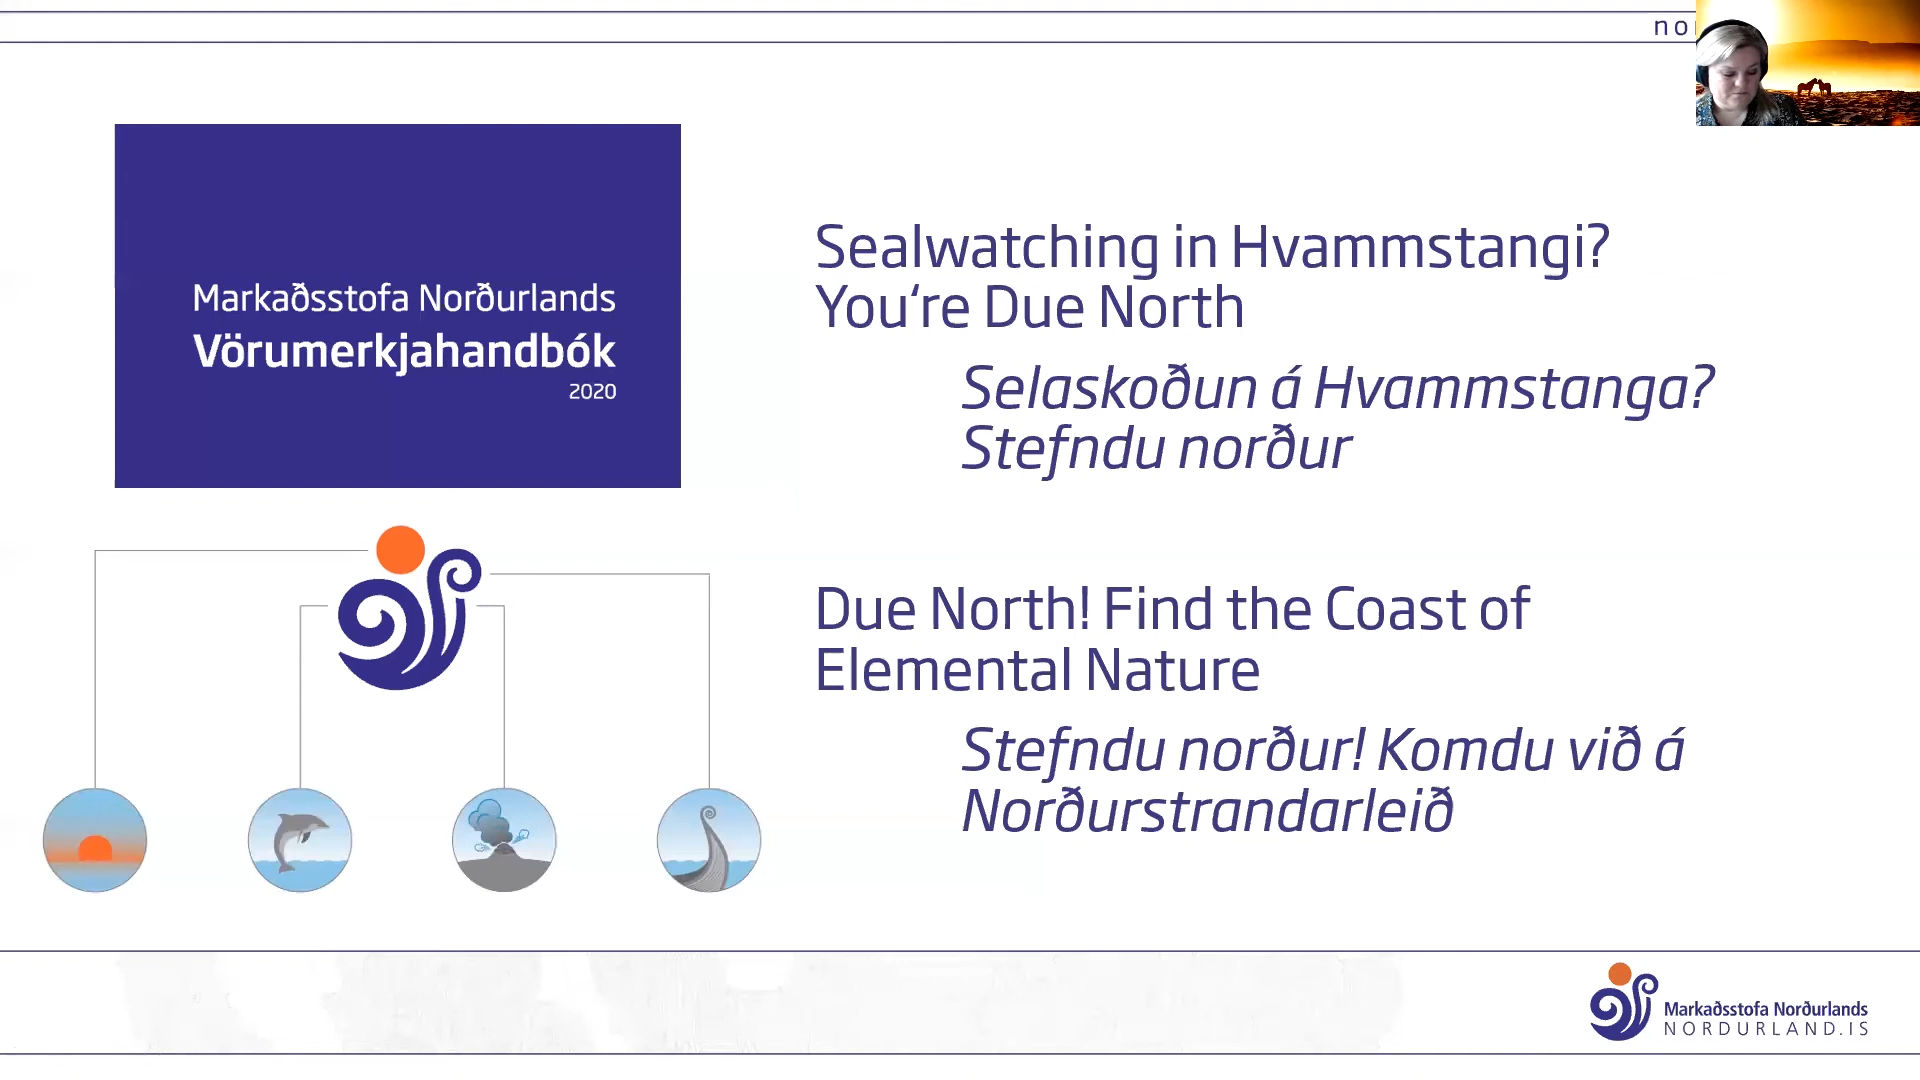 Markaðsstofa Norðurlands
Vörumerkjahandbók
2020
Sealwatching in Hvammstangi?
You‘re Due North
Selaskoðun á Hvammstanga?
Stefndu norður
Due North! Find the Coast of
Elemental Nature
Stefndu norður! Komdu við á
Norðurstrandarleið
Markaðsstofa Norðurlands
NORDURLAND.IS